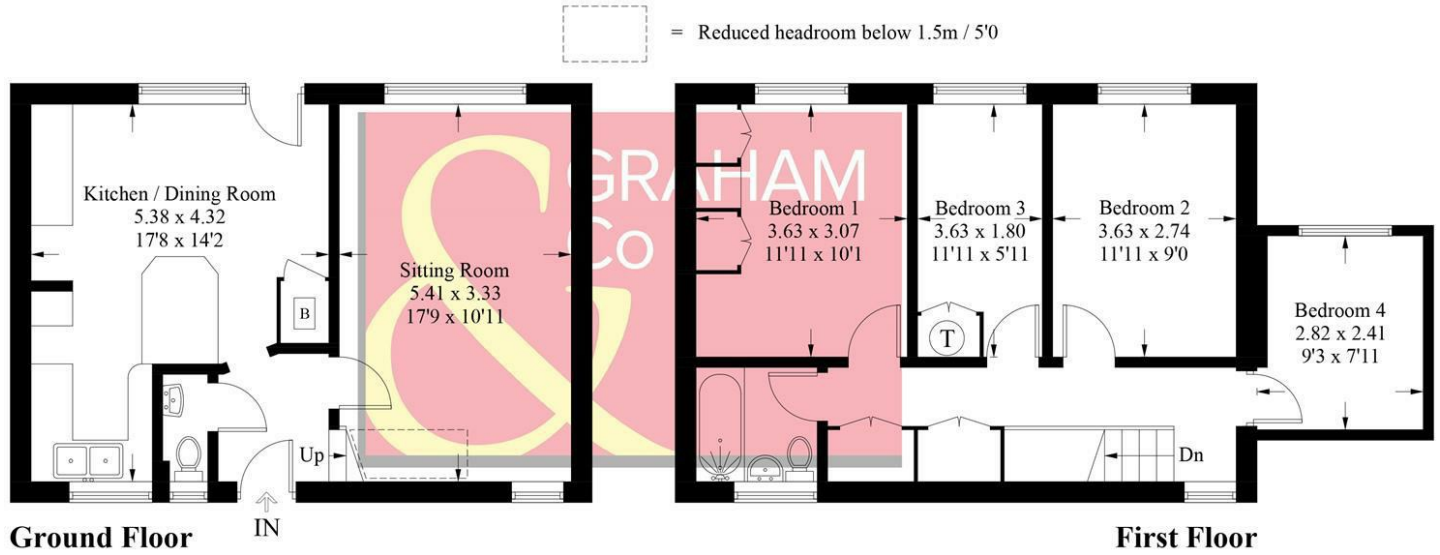 = Reduced headroom below 1.5m / 5'0
Kitchen / Dining Room
5.38 x 4.32
17'8 x 14'2
B
Sitting Room
5.41 x 3.33
17'9 x 10'11
Up
IN
Ground Floor
&
GRAHAM
Co
Bedroom 1
3.63 x 3.07
11'11 x 10'1
Bedroom 3
3.63 x 1.80
11'11 x 5'11
T
Bedroom 2
3.63 x 2.74
11'11 x 9'0
Bedroom 4
2.82 x 2.41
9'3 x 7'11
Dn
First Floor